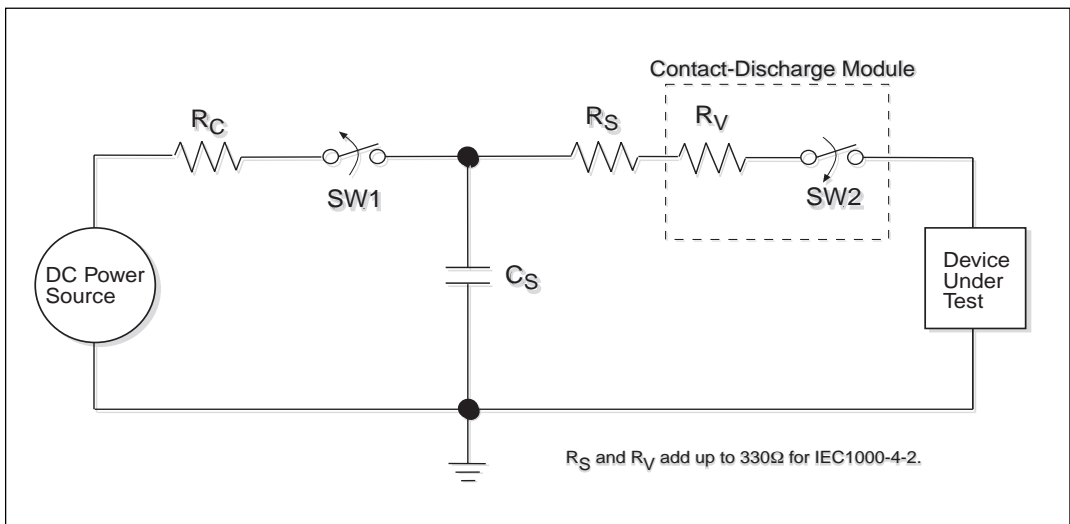 Contact-Discharge Module
RC
SW1
RS
RV
SW2
DC Power
Source
CS
Device
Under
Test
RS and RV add up to 330Ω for IEC1000-4-2.